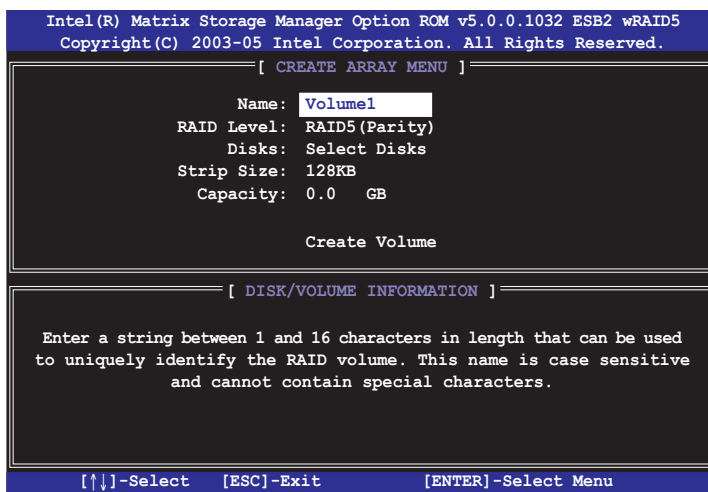 Intel(R) Matrix Storage Manager Option ROM v5.0.0.1032 ESB2 wRAID5
Copyright(C) 2003-05 Intel Corporation. All Rights Reserved.
[ CREATE ARRAY MENU ]
Name: Volume1
RAID Level: RAID5(Parity)
Disks: Select Disks
Strip Size: 128KB
Capacity: 0.0 GB
Create Volume
[ DISK/VOLUME INFORMATION ]
Enter a string between 1 and 16 characters in length that can be used
to uniquely identify the RAID volume. This name is case sensitive
and cannot contain special characters.
[↑↓]-Select [ESC]-Exit [ENTER]-Select Menu